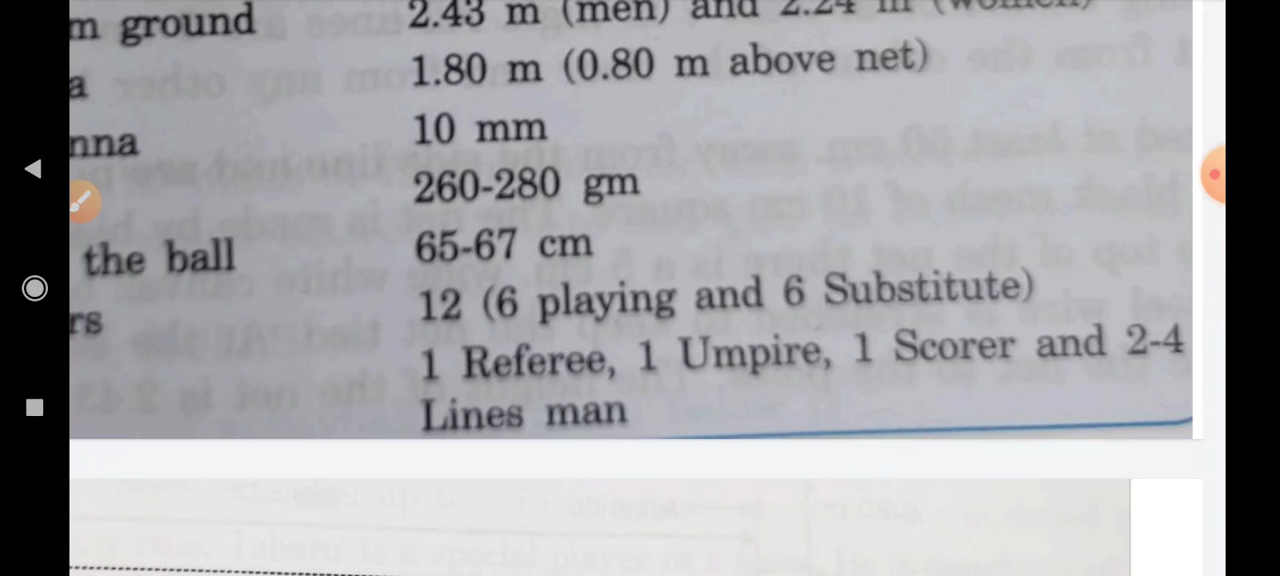 m ground 2.43 m (men) and 2.24 m (women)
a 1.80 m (0.80 m above net)
nna 10 mm
260-280 gm
the ball 65-67 cm
rs 12 (6 playing and 6 Substitute)
1 Referee, 1 Umpire, 1 Scorer and 2-4
Lines man